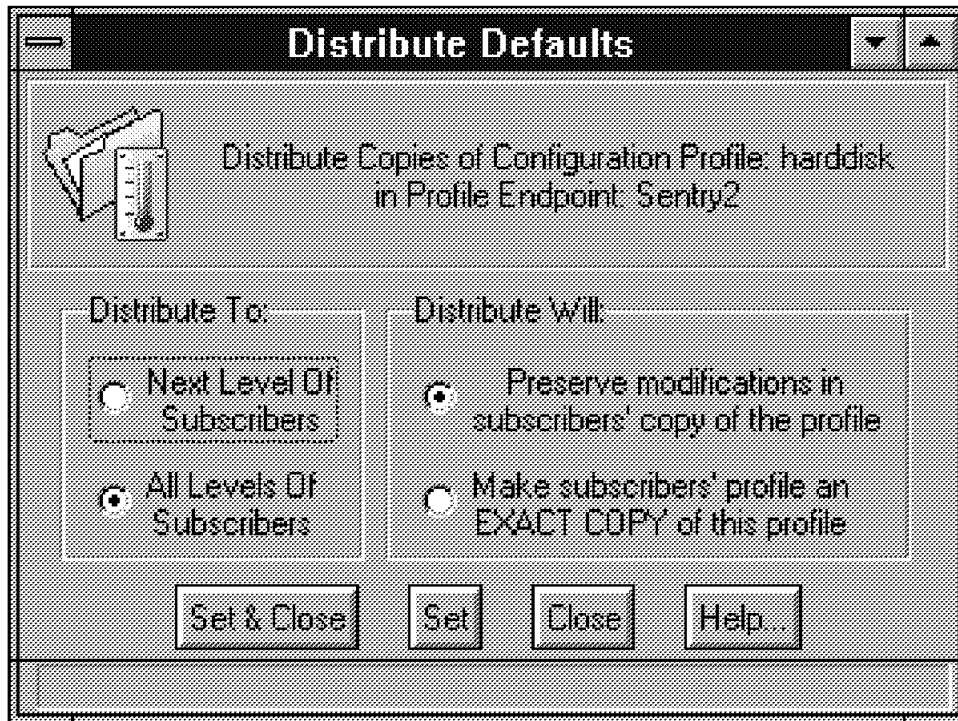 Distribute Defaults
Distribute Copies of Configuration Profile: harddisk
in Profile Endpoint: Sentry2
Distribute To:
Next Level Of
Subscribers
All Levels Of
Subscribers
Distribute Will:
Preserve modifications in
subscribers' copy of the profile
Make subscribers' profile an
EXACT COPY of this profile
Set & Close
Set
Close
Help...